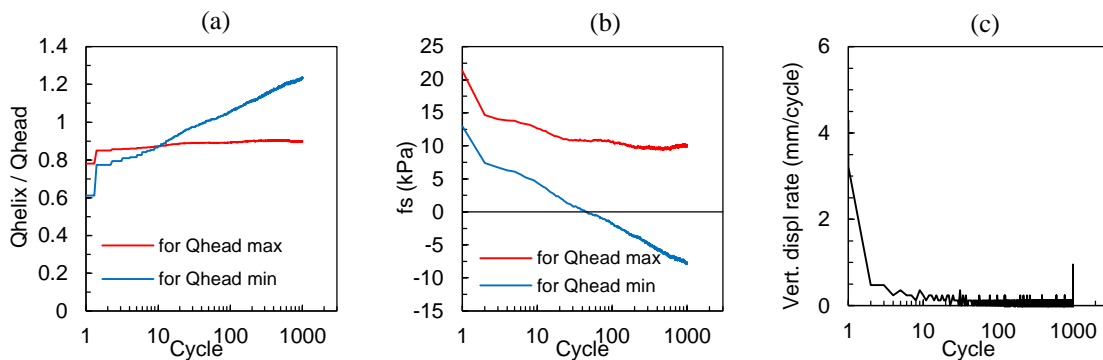 (a)
Qhelix / Qhead
1.4
1.2
1
0.8
0.6
0.4
0.2
0
for Qhead max
for Qhead min
1
10
100
1000
Cycle
(b)
fs (kPa)
25
20
15
10
5
0
-5
-10
-15
for Qhead max
for Qhead min
1
10
100
1000
Cycle
(c)
Vert. displ rate (mm/cycle)
6
4
2
0
1
10
100
1000
Cycle